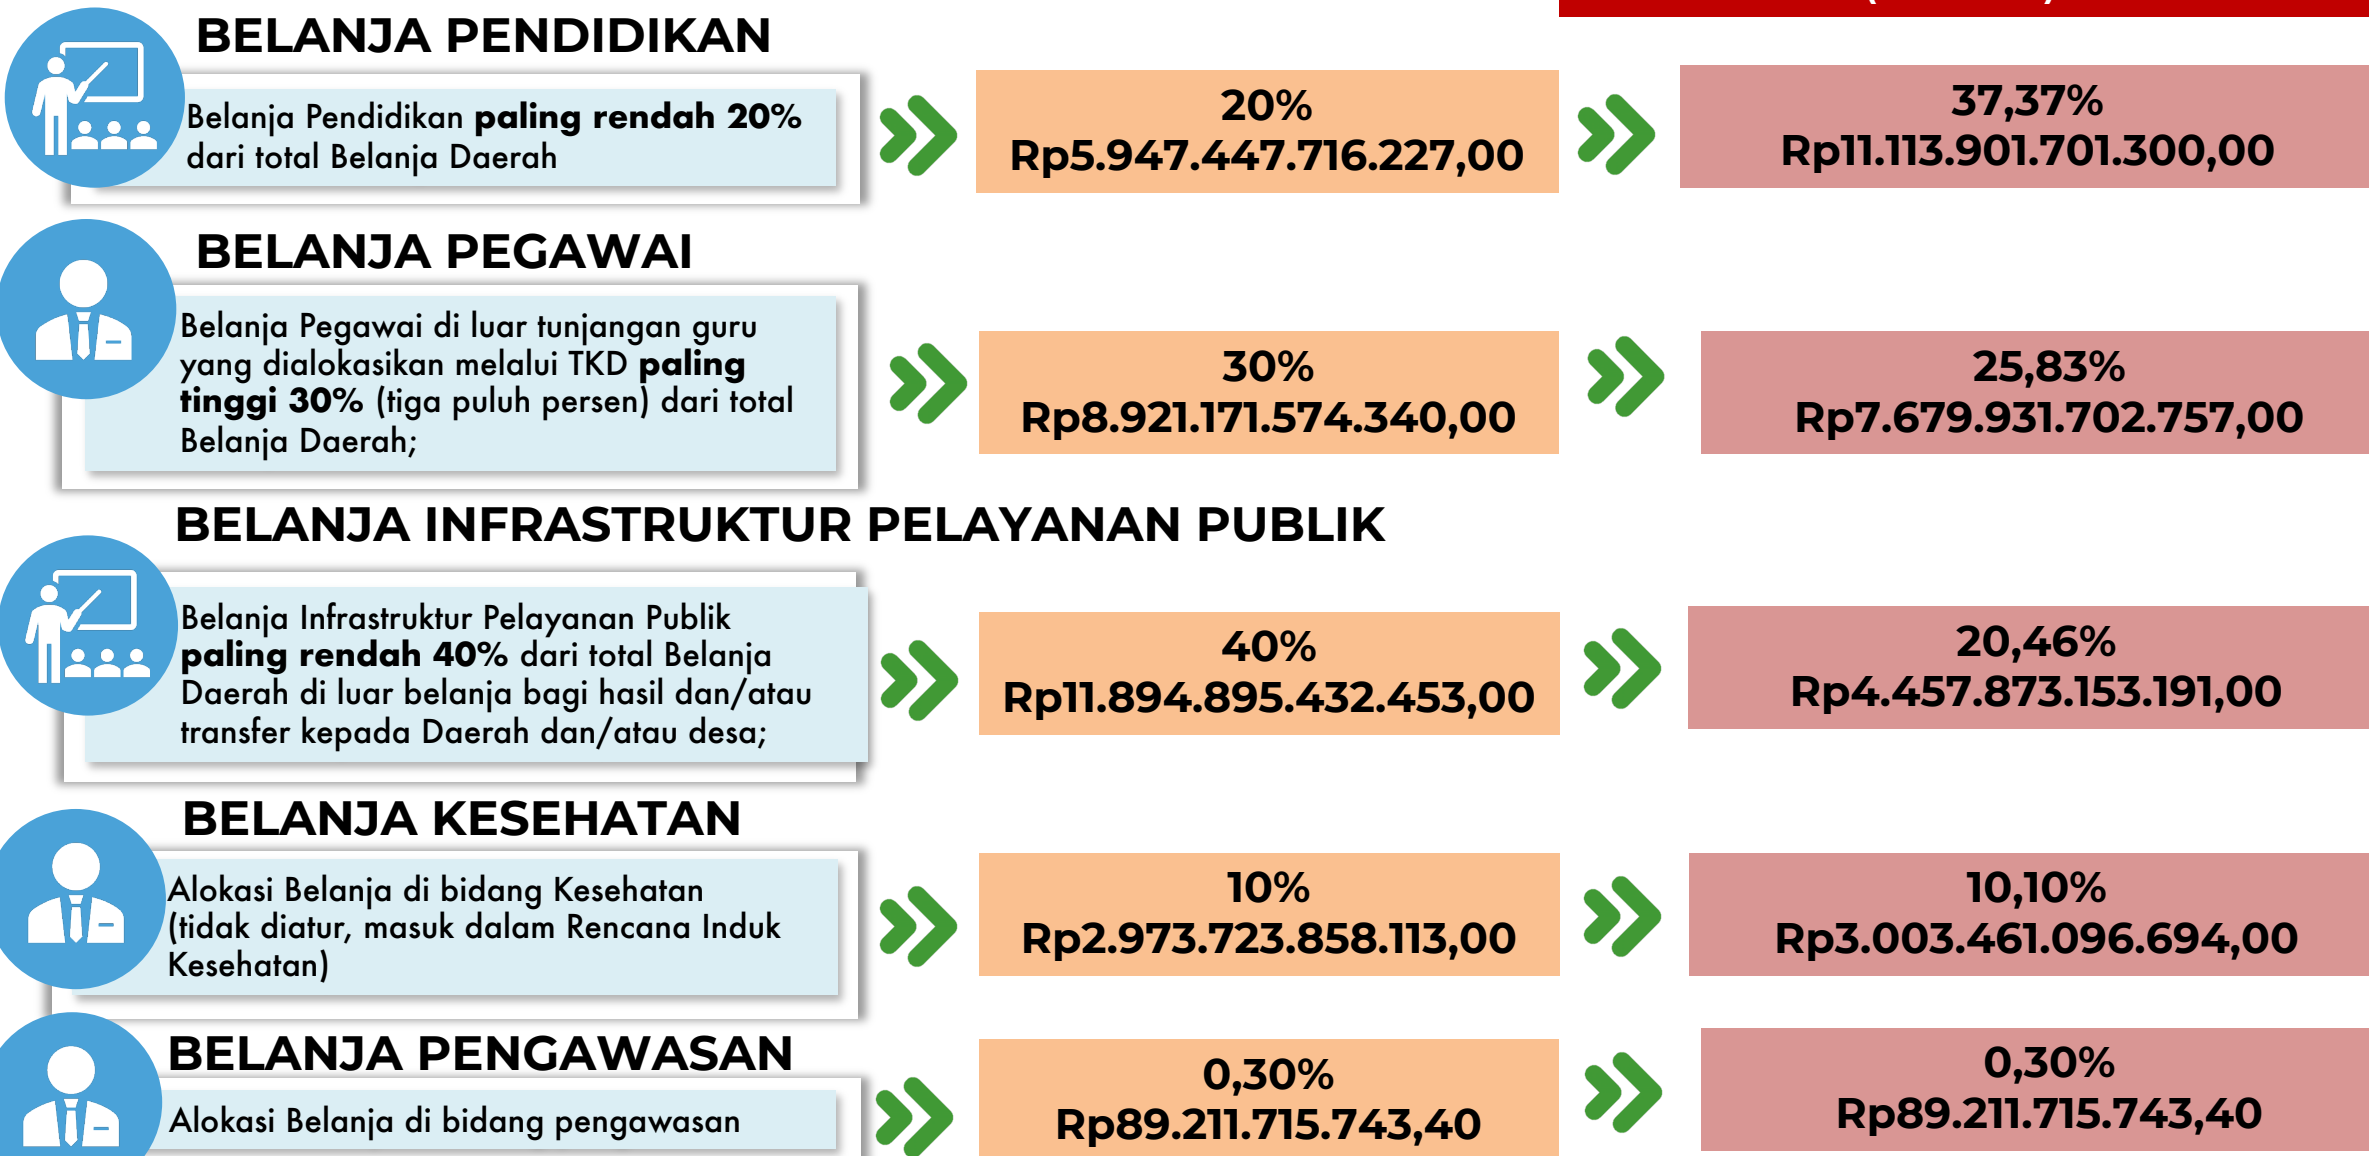 BELANJA PENDIDIKAN
Belanja Pendidikan paling rendah 20%
dari total Belanja Daerah
20%
Rp5.947.447.716.227,00
37,37%
Rp11.113.901.701.300,00
BELANJA PEGAWAI
Belanja Pegawai di luar tunjangan guru
yang dialokasikan melalui TKD paling
tinggi 30% (tiga puluh persen) dari total
Belanja Daerah;
30%
Rp8.921.171.574.340,00
25,83%
Rp7.679.931.702.757,00
BELANJA INFRASTRUKTUR PELAYANAN PUBLIK
Belanja Infrastruktur Pelayanan Publik
paling rendah 40% dari total Belanja
Daerah di luar belanja bagi hasil dan/atau
transfer kepada Daerah dan/atau desa;
40%
Rp11.894.895.432.453,00
20,46%
Rp4.457.873.153.191,00
BELANJA KESEHATAN
Alokasi Belanja di bidang Kesehatan
(tidak diatur, masuk dalam Rencana Induk
Kesehatan)
10%
Rp2.973.723.858.113,00
10,10%
Rp3.003.461.096.694,00
BELANJA PENGAWASAN
Alokasi Belanja di bidang pengawasan
0,30%
Rp89.211.715.743,40
0,30%
Rp89.211.715.743,40